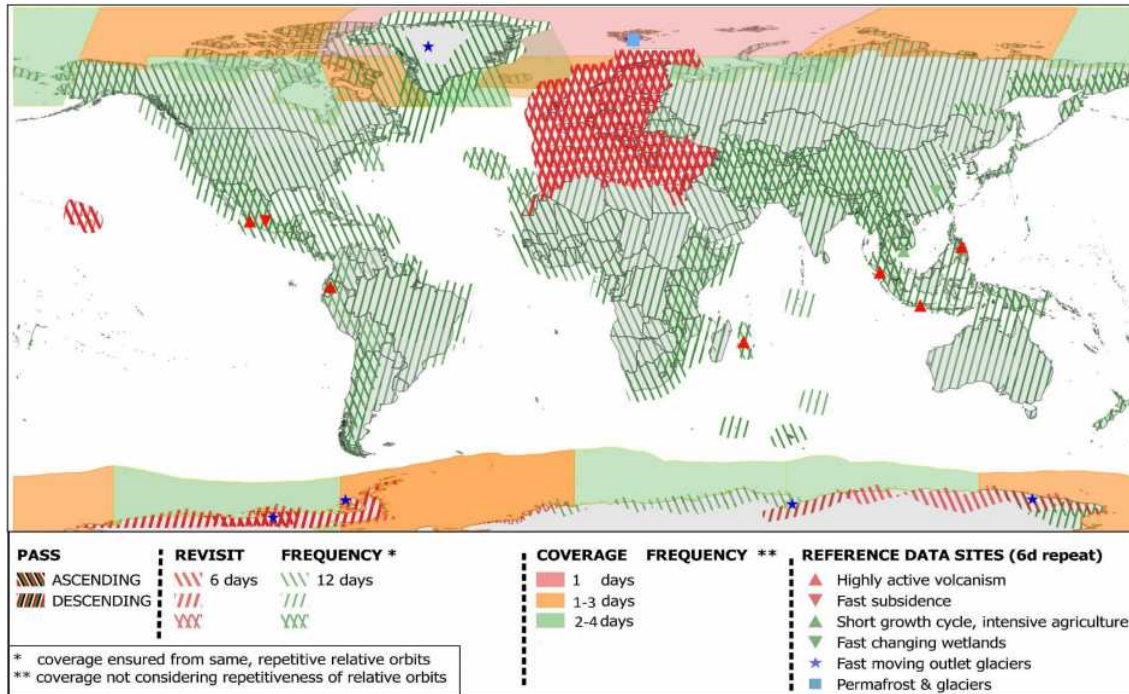 PASS
ASCENDING
DESCENDING
REVISIT FREQUENCY *
6 days 12 days
* coverage ensured from same, repetitive relative orbits
** coverage not considering repetitiveness of relative orbits
COVERAGE FREQUENCY **
1 days
1-3 days
2-4 days
REFERENCE DATA SITES (6d repeat)
Highly active volcanism
Fast subsidence
Short growth cycle, intensive agriculture
Fast changing wetlands
Fast moving outlet glaciers
Permafrost & glaciers